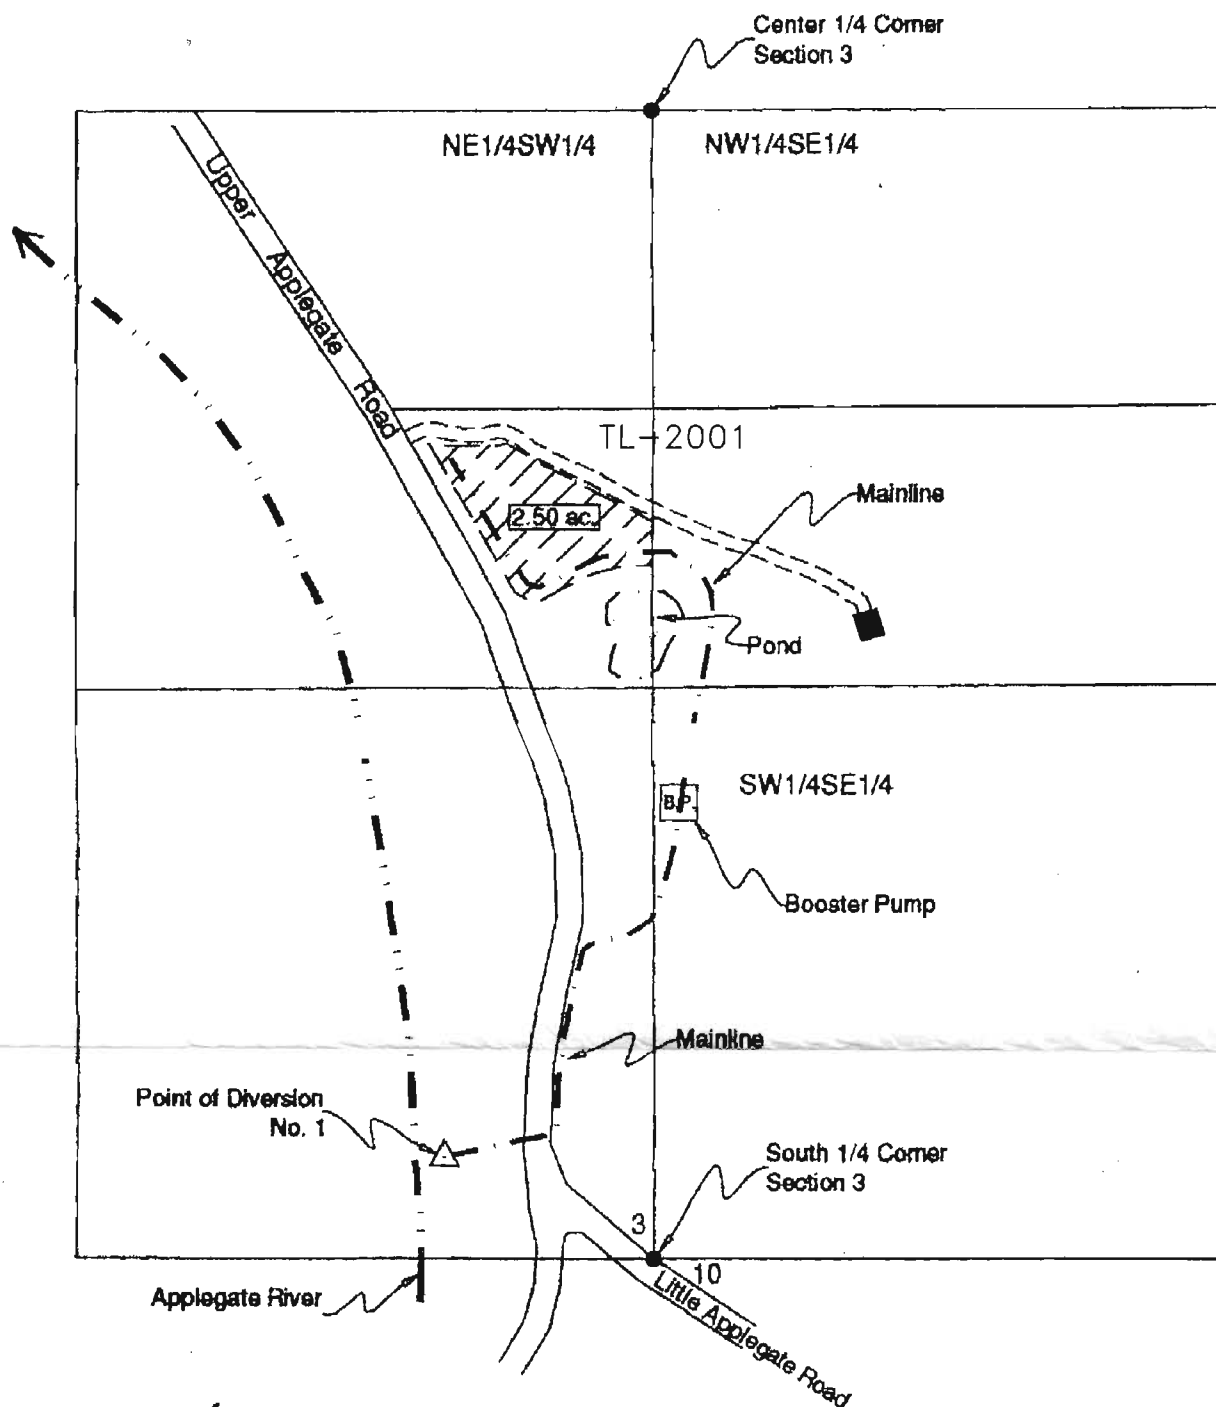 Center 1/4 Corner
Section 3
NE1/4SW1/4
NW1/4SE1/4
Upper Applegate Road
TL-2001
2.50 ac.
Mainline
Pond
SW1/4SE1/4
B.P.
Booster Pump
Mainline
Point of Diversion
No. 1
South 1/4 Corner
Section 3
3
10
Applegate River
Little Applegate Road